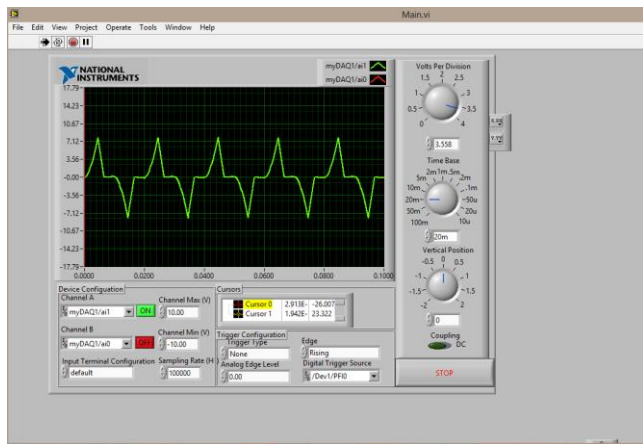 Main.vi
File Edit View Project Operate Tools Window Help
NATIONAL
INSTRUMENTS
myDAQ1/ai1
myDAQ1/ai0
17.79
14.23
10.67
7.12
3.56
-0.00
-3.56
-7.12
-10.67
-14.23
-17.79
0.0000 0.0200 0.0400 0.0600 0.0800 0.1000
Volts Per Division
1.5 2 2.5
1 3
0.5 3.5
0 4
3.558
Time Base
2m 1m .5m
5m .2m
10m .1m
20m 50u
50m 20u
100m 10u
20m
Vertical Position
-0.5 0 0.5
-1 1
-1.5 1.5
-2 2
0
Coupling
DC
STOP
Device Configuation
Channel A
myDAQ1/ai1 ON
Channel Max (V)
10.00
Channel B
myDAQ1/ai0 OFF
Channel Min (V)
-10.00
Input Terminal Configuration
default
Sampling Rate (H
100000
Cursors
Cursor 0 2.913E- -26.007
Cursor 1 1.942E- 23.322
Trigger Configuration
Trigger Type
None
Edge
Rising
Analog Edge Level
0.00
Digital Trigger Source
/Dev1/PFI0